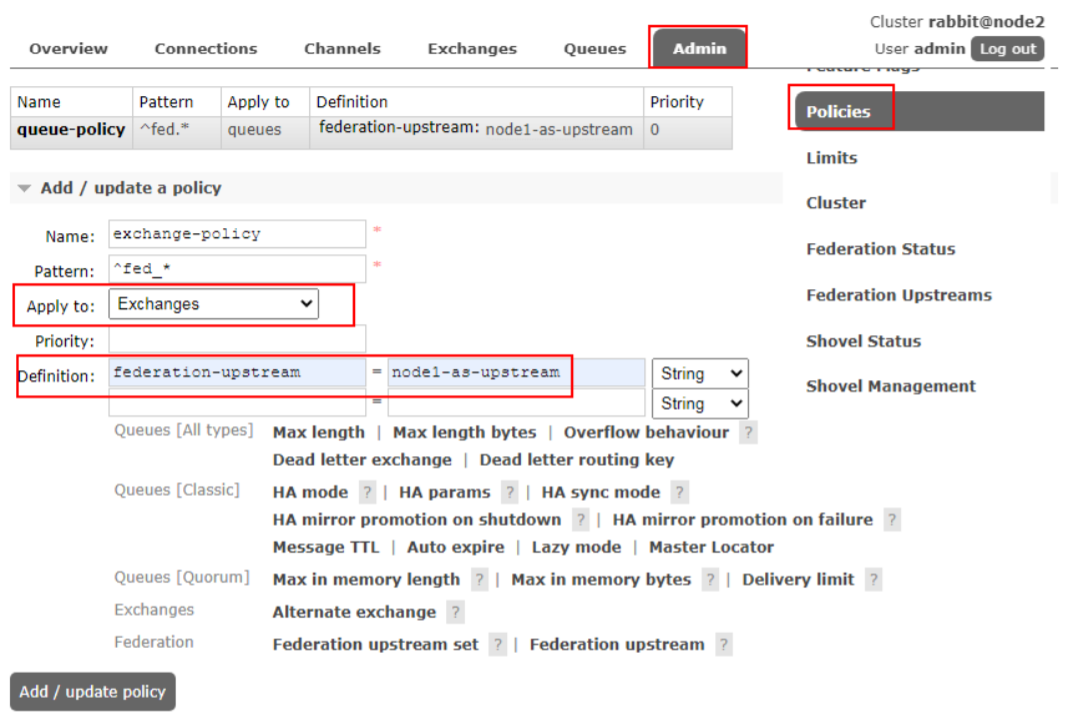 Cluster rabbit@node2
Overview Connections Channels Exchanges Queues Admin User admin Log out
Feature Flags
Name Pattern Apply to Definition Priority
queue-policy ^fed.* queues federation-upstream: node1-as-upstream 0
Policies
Limits
Cluster
Federation Status
Federation Upstreams
Shovel Status
Shovel Management
Add / update a policy
Name: exchange-policy *
Pattern: ^fed_* *
Apply to: Exchanges
Priority:
Definition: federation-upstream = node1-as-upstream String
= String
Queues [All types] Max length | Max length bytes | Overflow behaviour ?
Dead letter exchange | Dead letter routing key
Queues [Classic] HA mode ? | HA params ? | HA sync mode ?
HA mirror promotion on shutdown ? | HA mirror promotion on failure ?
Message TTL | Auto expire | Lazy mode | Master Locator
Queues [Quorum] Max in memory length ? | Max in memory bytes ? | Delivery limit ?
Exchanges Alternate exchange ?
Federation Federation upstream set ? | Federation upstream ?
Add / update policy